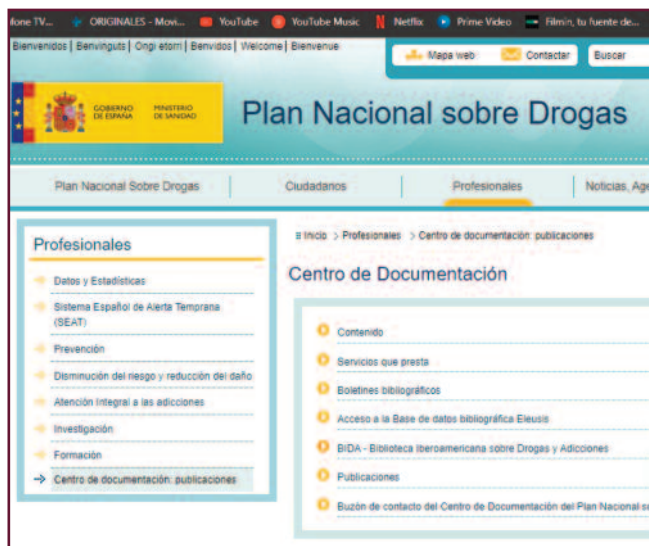 fone TV... ORIGINALES - Movi... YouTube YouTube Music Netflix Prime Video Filmin, tu fuente de...
Bienvenidos | Benvinguts | Ongi etorri | Benvidos | Welcome | Bienvenue
Mapa web Contactar Buscar
GOBIERNO DE ESPAÑA
MINISTERIO DE SANIDAD
Plan Nacional sobre Drogas
Plan Nacional Sobre Drogas Ciudadanos Profesionales Noticias, Age
Profesionales
Datos y Estadísticas
Sistema Español de Alerta Temprana
(SEAT)
Prevención
Disminución del riesgo y reducción del daño
Atención Integral a las adicciones
Investigación
Formación
Centro de documentación: publicaciones
Inicio > Profesionales > Centro de documentación: publicaciones
Centro de Documentación
Contenido
Servicios que presta
Boletines bibliográficos
Acceso a la Base de datos bibliográfica Eleusis
BIDA - Biblioteca Iberoamericana sobre Drogas y Adicciones
Publicaciones
Buzón de contacto del Centro de Documentación del Plan Nacional s